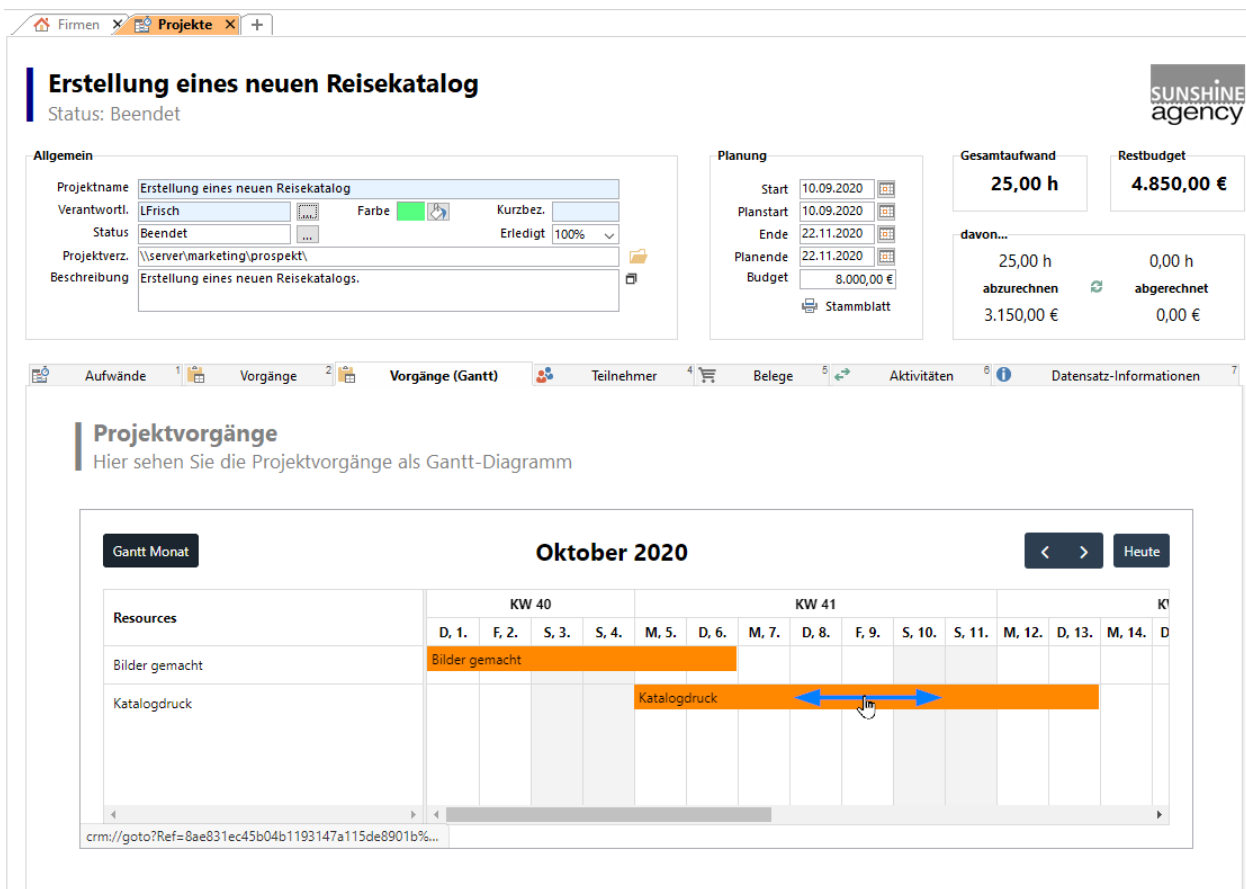 Firmen X Projekte X +
Erstellung eines neuen Reisekatalog
Status: Beendet
SUNSHINE
agency
Allgemein
Projektname Erstellung eines neuen Reisekatalog
Verantwortl. LFrisch ... Farbe Kurzbez.
Status Beendet ... Erledigt 100%
Projektverz. \\server\marketing\prospekt\
Beschreibung Erstellung eines neuen Reisekatalogs.
Planung
Start 10.09.2020
Planstart 10.09.2020
Ende 22.11.2020
Planende 22.11.2020
Budget 8.000,00 €
Stammblatt
Gesamtaufwand
25,00 h
Restbudget
4.850,00 €
davon...
25,00 h 0,00 h
abzurechnen abgerechnet
3.150,00 € 0,00 €
Aufwände 1 Vorgänge 2 Vorgänge (Gantt) Teilnehmer 4 Belege 5 Aktivitäten 6 Datensatz-Informationen 7
Projektvorgänge
Hier sehen Sie die Projektvorgänge als Gantt-Diagramm
Gantt Monat Oktober 2020 < > Heute
Resources
KW 40 KW 41
D, 1. F, 2. S, 3. S, 4. M, 5. D, 6. M, 7. D, 8. F, 9. S, 10. S, 11. M, 12. D, 13. M, 14. D
Bilder gemacht Bilder gemacht
Katalogdruck Katalogdruck
crm://goto?Ref=8ae831ec45b04b1193147a115de8901b%...